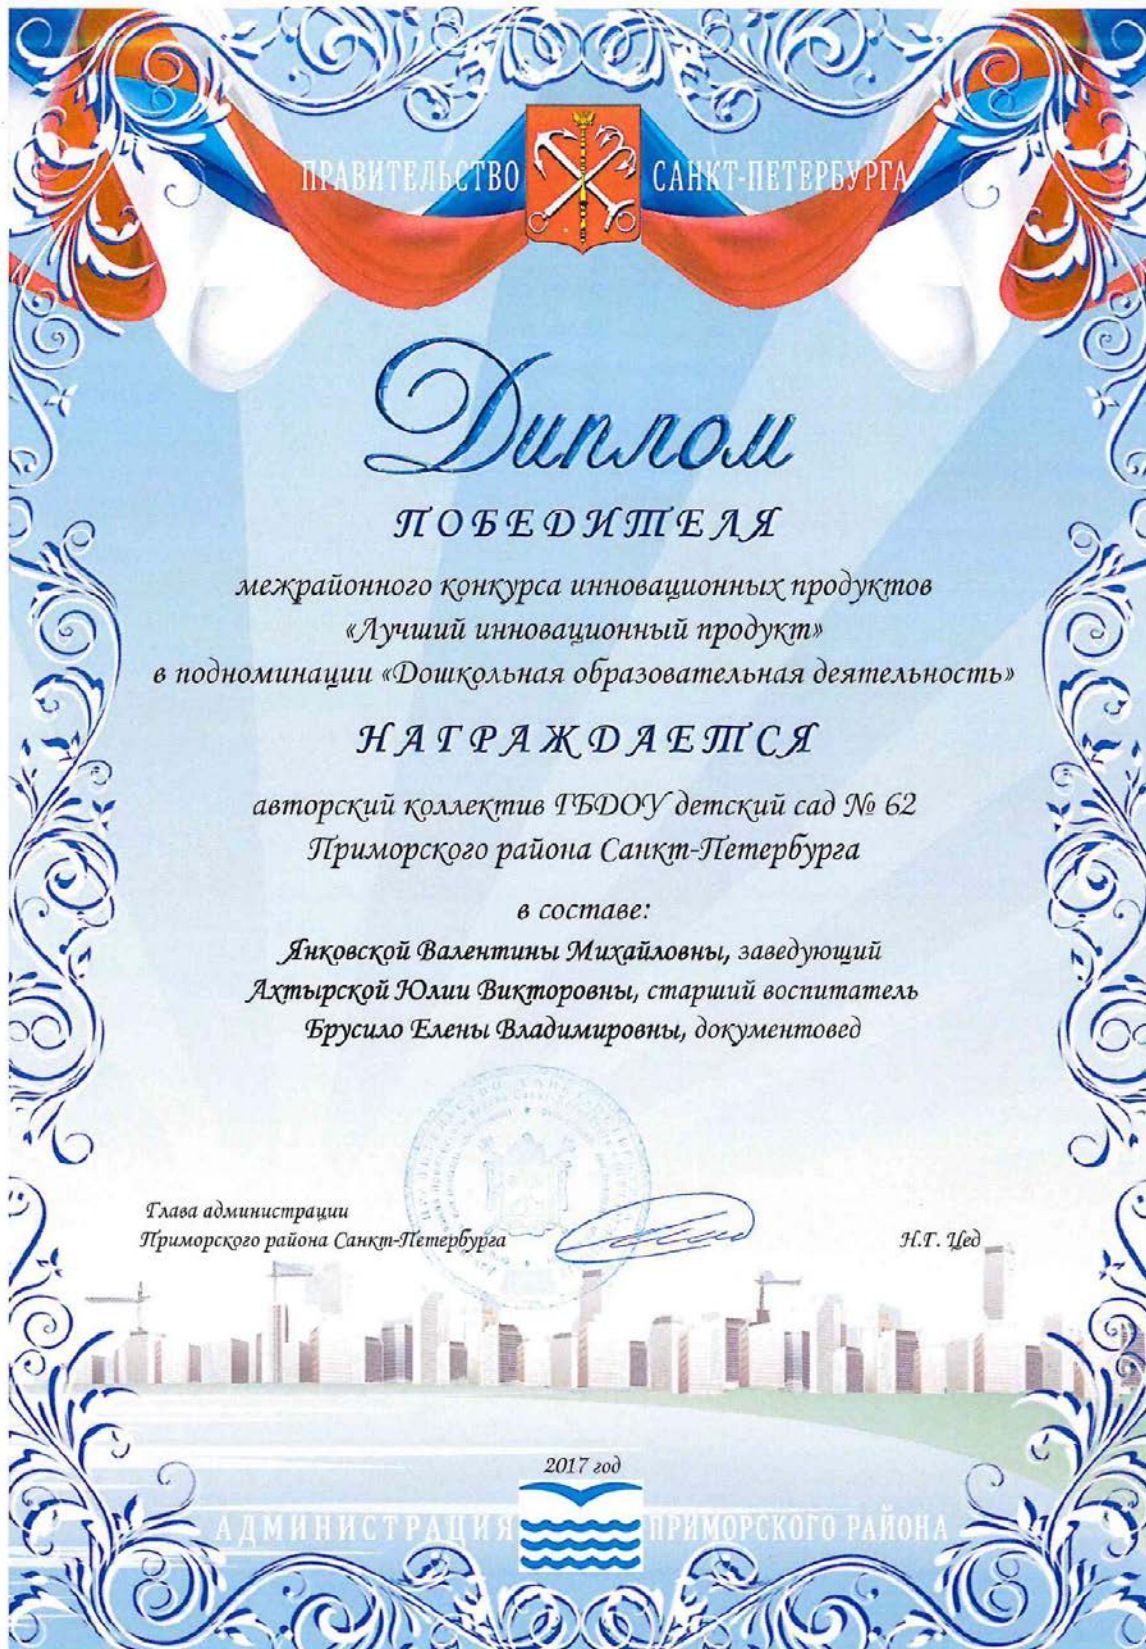 ПРАВИТЕЛЬСТВО САНКТ-ПЕТЕРБУРГА
Диплом
ПОБЕДИТЕЛЯ
межрайонного конкурса инновационных продуктов
«Лучший инновационный продукт»
в подноминации «Дошкольная образовательная деятельность»
НАГРАЖДАЕТСЯ
авторский коллектив ГБДОУ детский сад № 62
Приморского района Санкт-Петербурга
в составе:
Янковской Валентины Михайловны, заведующий
Ахтырской Юлии Викторовны, старший воспитатель
Брусило Елены Владимировны, документовед
Глава администрации
Приморского района Санкт-Петербурга
Н.Г. Цед
2017 год
АДМИНИСТРАЦИЯ ПРИМОРСКОГО РАЙОНА